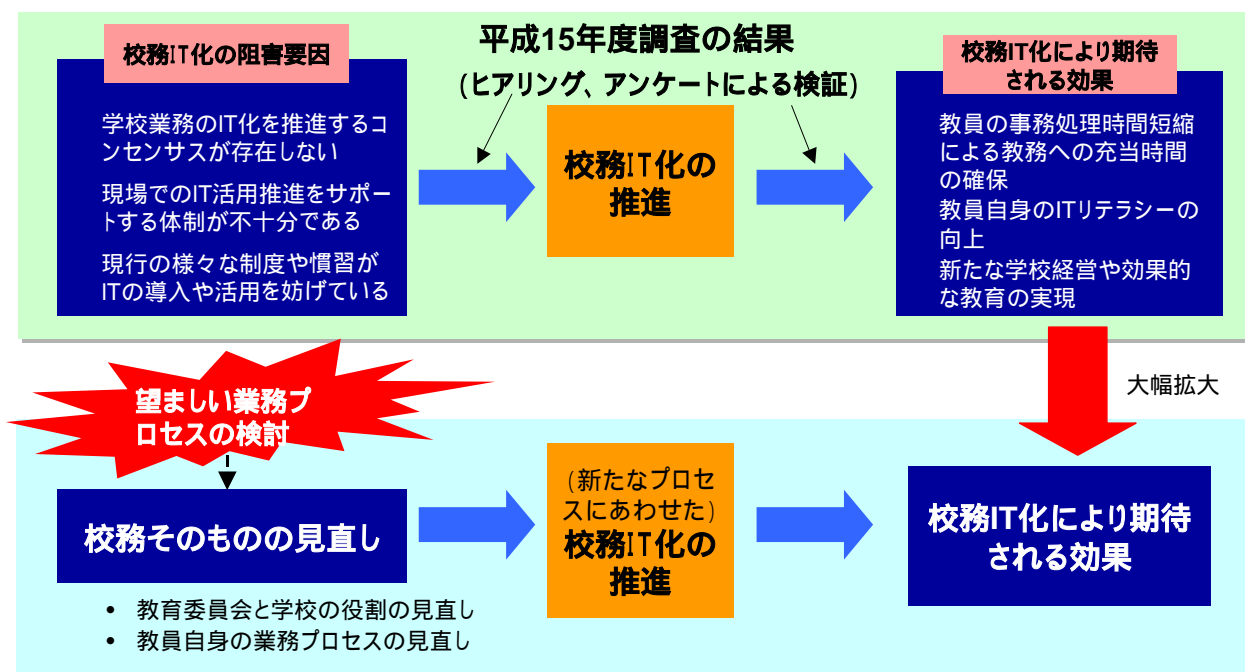 平成15年度調査の結果
(ヒアリング、アンケートによる検証)
校務IT化の阻害要因
学校業務のIT化を推進するコ
ンセンサスが存在しない
現場でのIT活用推進をサポー
トする体制が不十分である
現行の様々な制度や慣習が
ITの導入や活用を妨げている
校務IT化の
推進
校務IT化により期待
される効果
教員の事務処理時間短縮
による教務への充当時間
の確保
教員自身のITリテラシーの
向上
新たな学校経営や効果的
な教育の実現
大幅拡大
望ましい業務プ
ロセスの検討
校務そのものの見直し
• 教育委員会と学校の役割の見直し
• 教員自身の業務プロセスの見直し
(新たなプロセ
スにあわせた)
校務IT化の
推進
校務IT化により期待
される効果